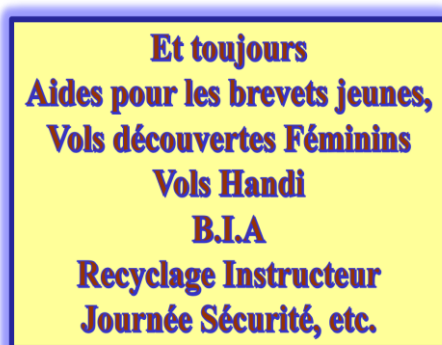 Et toujours
Aides pour les brevets jeunes,
Vols découvertes Féminins
Vols Handi
B.I.A
Recyclage Instructeur
Journée Sécurité, etc.